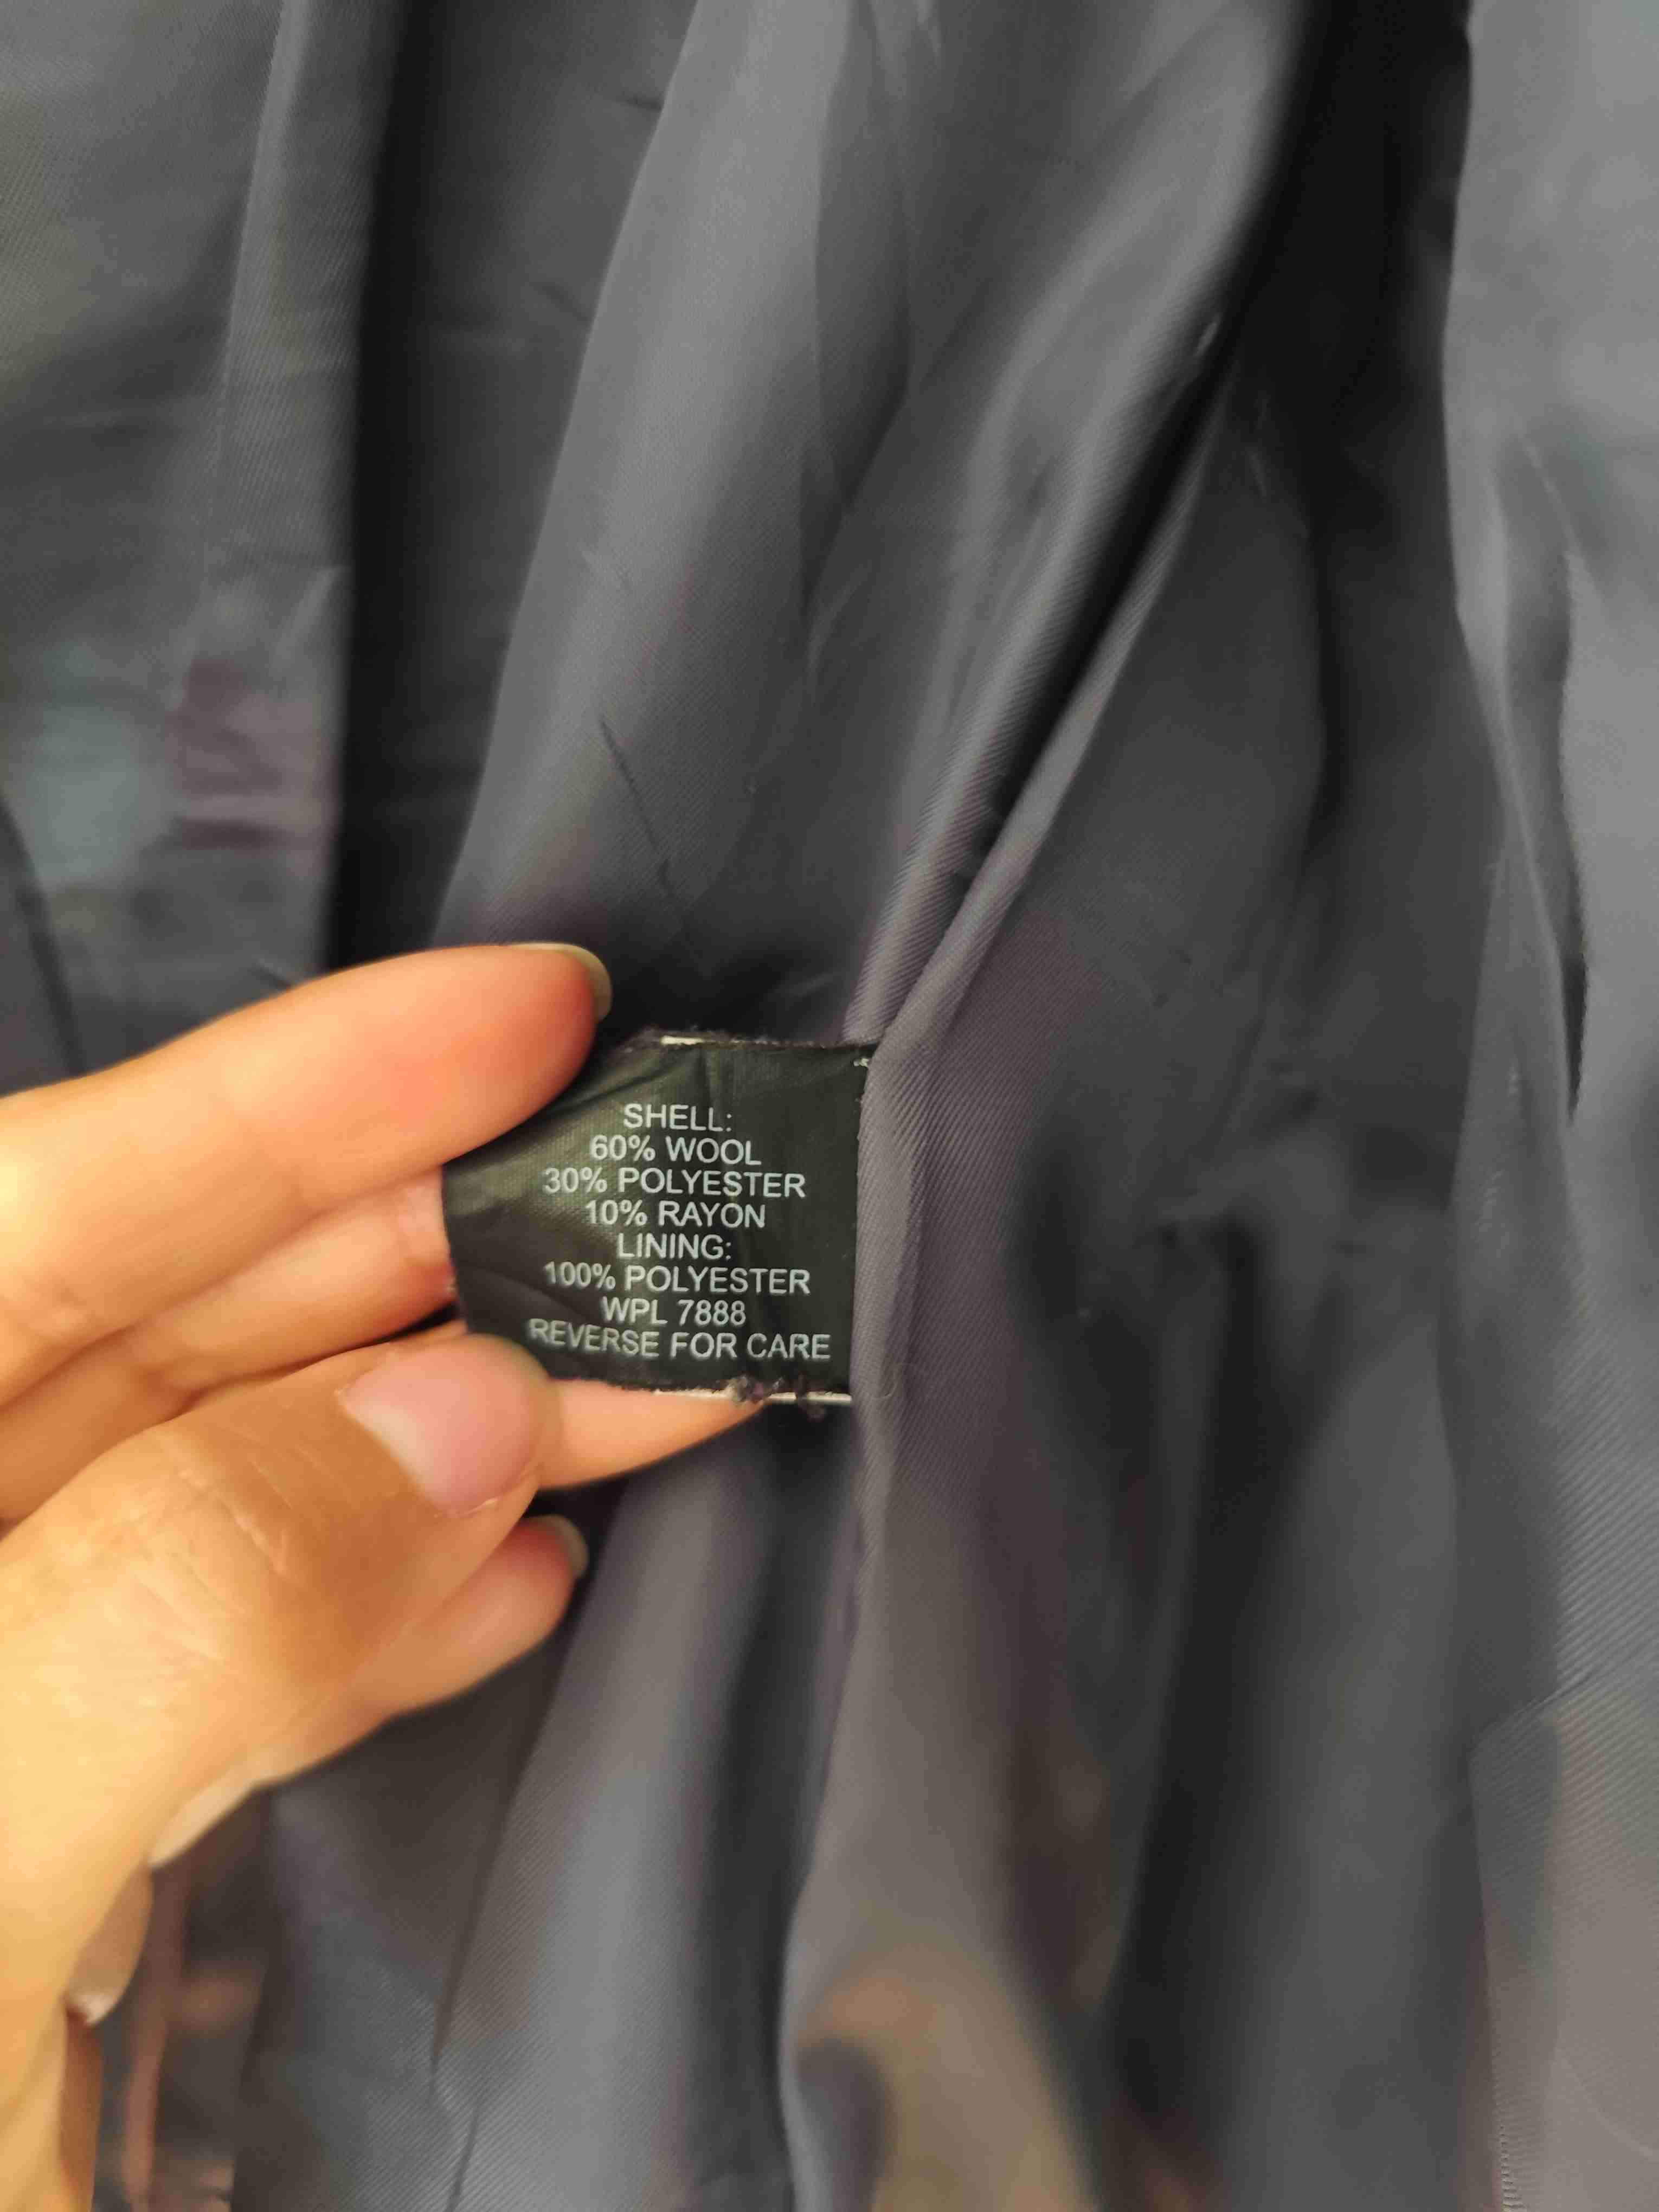 SHELL:
60% WOOL
30% POLYESTER
10% RAYON
LINING:
100% POLYESTER
WPL 7888
REVERSE FOR CARE